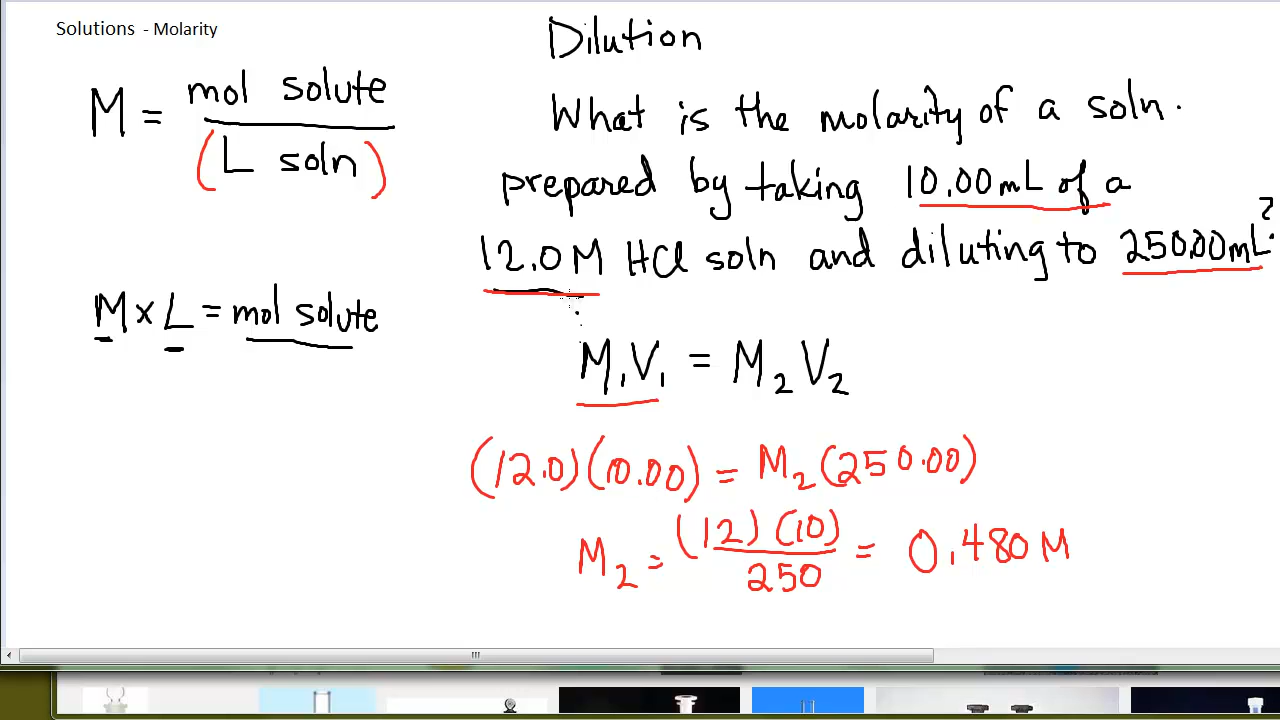 Solutions - Molarity
M = mol solute / (L soln)
M x L = mol solute
Dilution
What is the molarity of a soln.
prepared by taking 10.00mL of a
12.0M HCl soln and diluting to 250.00mL?
M₁V₁ = M₂V₂
(12.0)(10.00) = M₂(250.00)
M₂ = (12)(10) / 250 = 0.480 M